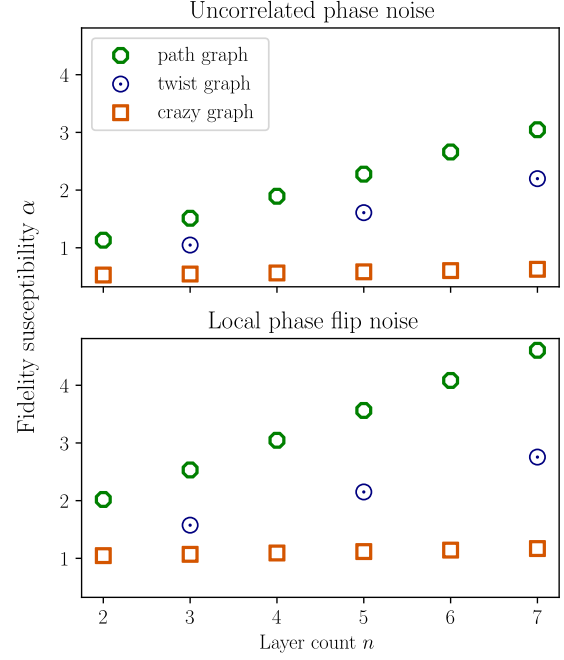 Uncorrelated phase noise
path graph
twist graph
crazy graph
4
3
2
1
Fidelity susceptibility α
Local phase flip noise
4
3
2
1
2 3 4 5 6 7
Layer count n